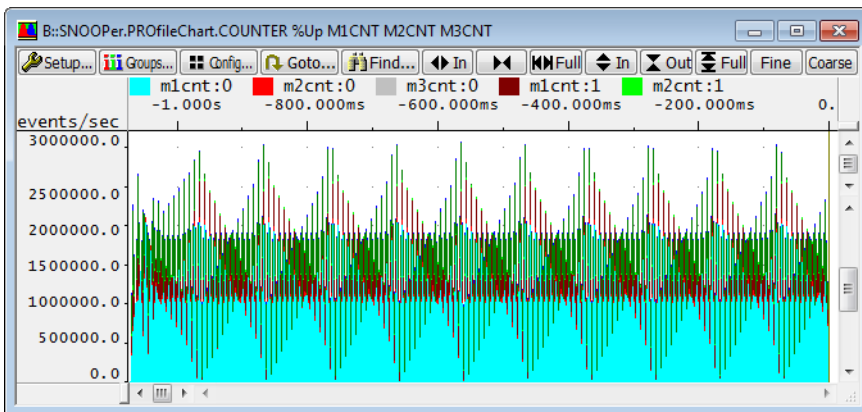 B::SNOOPer.PROfileChart.COUNTER %Up M1CNT M2CNT M3CNT
Setup... Groups... Config... Goto... Find... In Full In Out Full Fine Coarse
m1cnt:0 m2cnt:0 m3cnt:0 m1cnt:1 m2cnt:1
-1.000s -800.000ms -600.000ms -400.000ms -200.000ms 0.
events/sec
3000000.0
2500000.0
2000000.0
1500000.0
1000000.0
500000.0
0.0